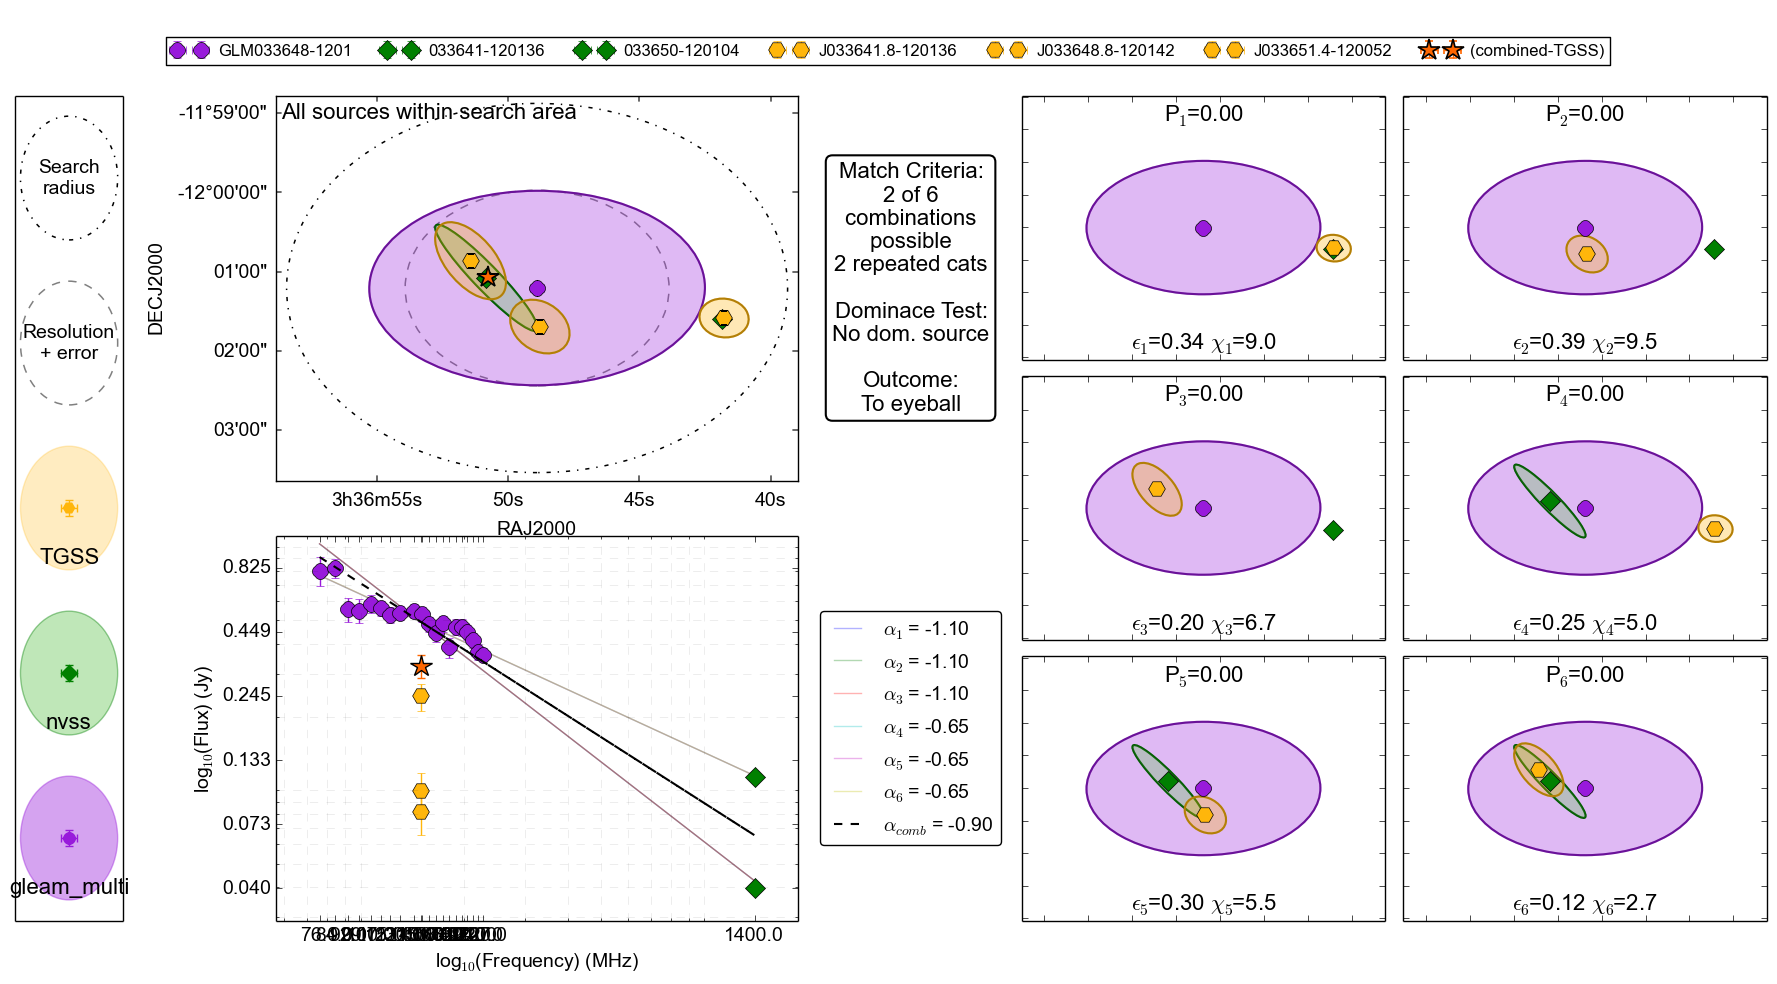 GLM033648-1201 033641-120136 033650-120104 J033641.8-120136 J033648.8-120142 J033651.4-120052 (combined-TGSS)
Search
radius
Resolution
+ error
TGSS
nvss
gleam_multi
All sources within search area
-11°59'00"
-12°00'00"
01'00"
02'00"
03'00"
DECJ2000
3h36m55s 50s 45s 40s
RAJ2000
Match Criteria:
2 of 6
combinations
possible
2 repeated cats
Dominace Test:
No dom. source
Outcome:
To eyeball
0.825
0.449
0.245
0.133
0.073
0.040
log10(Flux) (Jy)
1400.0
log10(Frequency) (MHz)
α1 = -1.10
α2 = -1.10
α3 = -1.10
α4 = -0.65
α5 = -0.65
α6 = -0.65
αcomb = -0.90
P1=0.00
ϵ1=0.34 χ1=9.0
P2=0.00
ϵ2=0.39 χ2=9.5
P3=0.00
ϵ3=0.20 χ3=6.7
P4=0.00
ϵ4=0.25 χ4=5.0
P5=0.00
ϵ5=0.30 χ5=5.5
P6=0.00
ϵ6=0.12 χ6=2.7